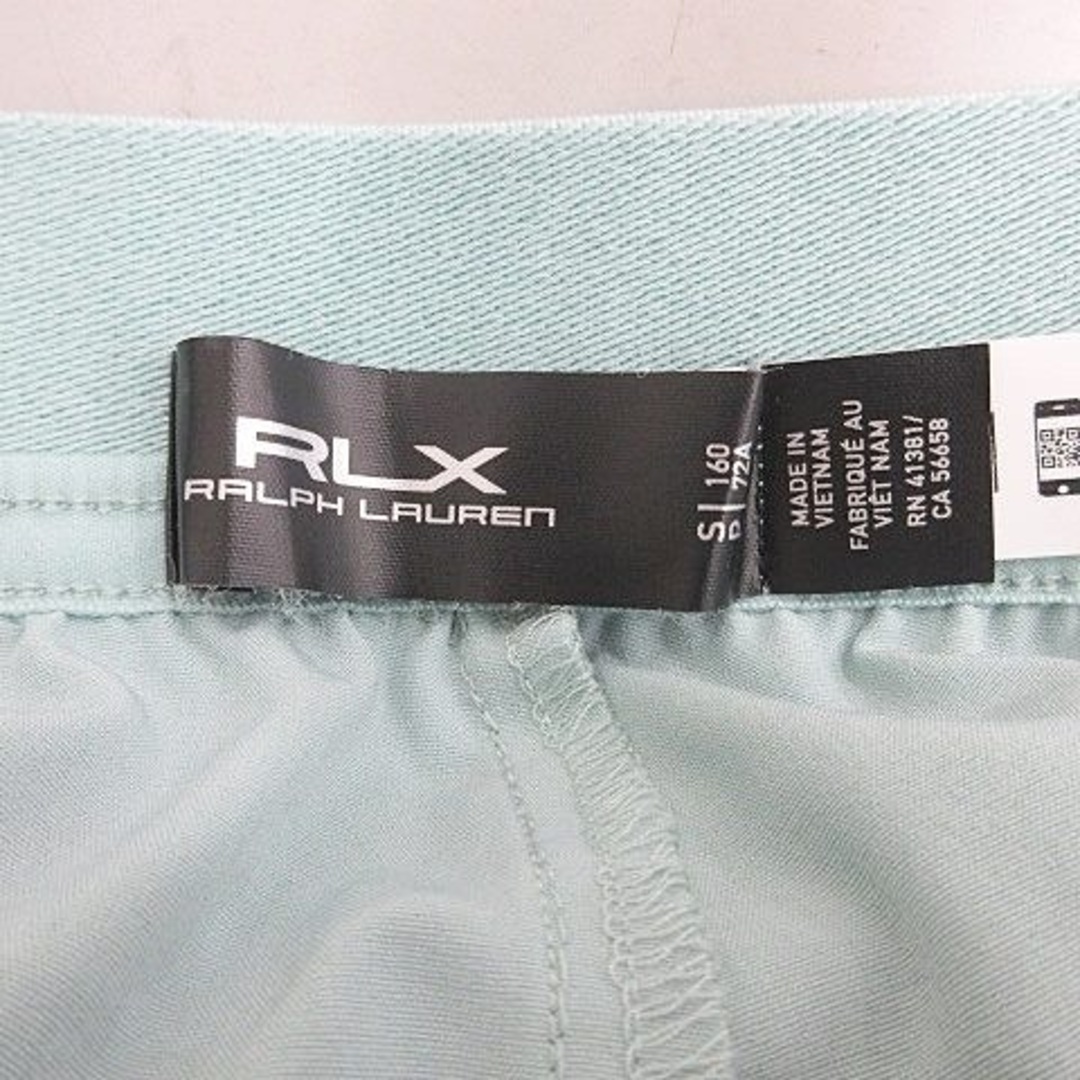 RLX
RALPH LAUREN
S | 160
P 72A
MADE IN
VIETNAM
FABRIQUÉ AU
VIÊT NAM
RN 41381/
CA 56658